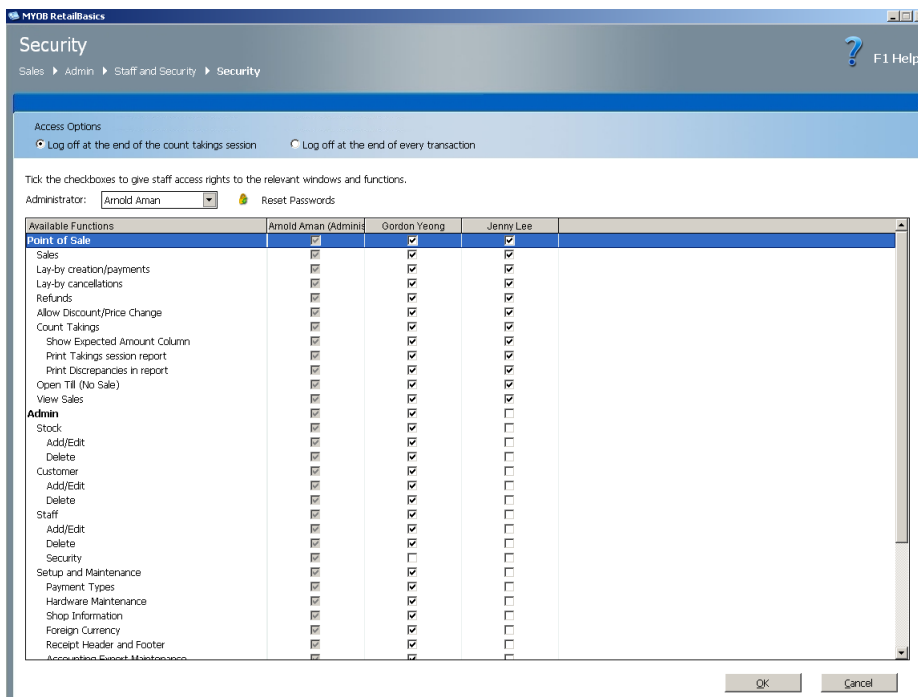 MYOB RetailBasics
Security
F1 Help
Sales Admin Staff and Security Security
Access Options
Log off at the end of the count takings session Log off at the end of every transaction
Tick the checkboxes to give staff access rights to the relevant windows and functions.
Administrator: Arnold Aman Reset Passwords
Available Functions Arnold Aman (Adminis Gordon Yeong Jenny Lee
Point of Sale
Sales
Lay-by creation/payments
Lay-by cancellations
Refunds
Allow Discount/Price Change
Count Takings
Show Expected Amount Column
Print Takings session report
Print Discrepancies in report
Open Till (No Sale)
View Sales
Admin
Stock
Add/Edit
Delete
Customer
Add/Edit
Delete
Staff
Add/Edit
Delete
Security
Setup and Maintenance
Payment Types
Hardware Maintenance
Shop Information
Foreign Currency
Receipt Header and Footer
Accounting Export Maintenance
OK Cancel